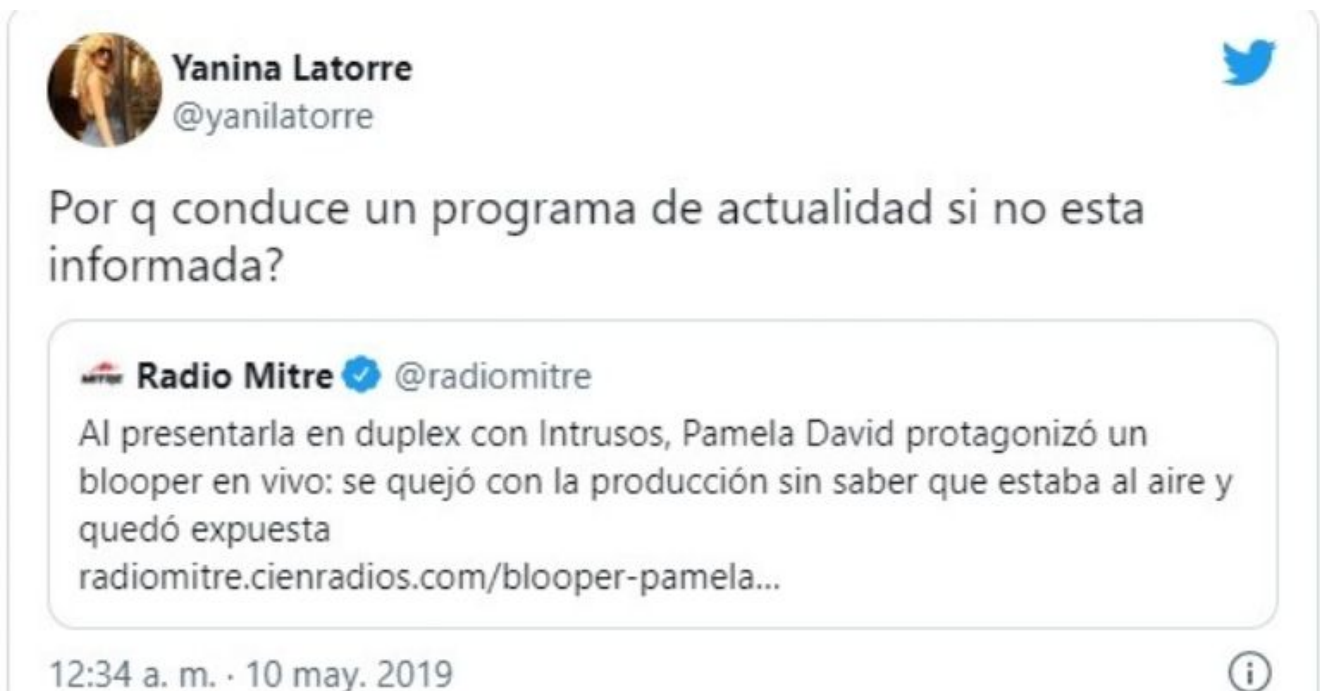 Yanina Latorre
@yanilatorre
Por q conduce un programa de actualidad si no esta
informada?
MITRE Radio Mitre @radiomitre
Al presentarla en duplex con Intrusos, Pamela David protagonizó un
blooper en vivo: se quejó con la producción sin saber que estaba al aire y
quedó expuesta
radiomitre.cienradios.com/blooper-pamela...
12:34 a. m. · 10 may. 2019